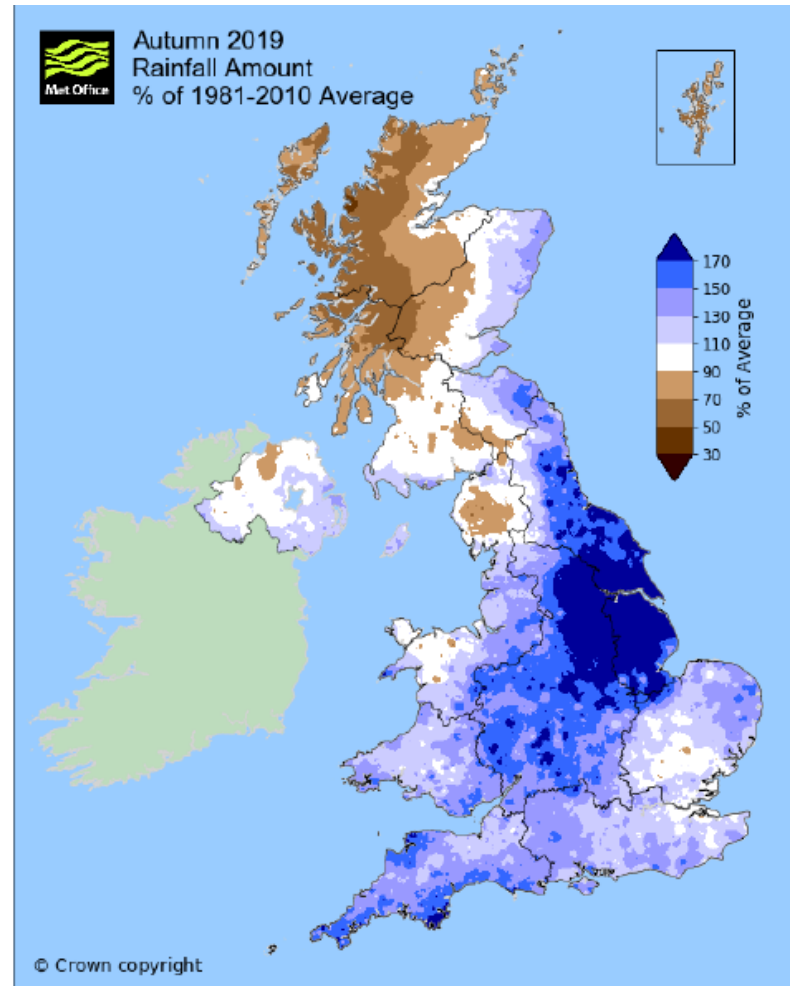 Met Office
Autumn 2019
Rainfall Amount
% of 1981-2010 Average
170
150
130
110
90
70
50
30
% of Average
© Crown copyright